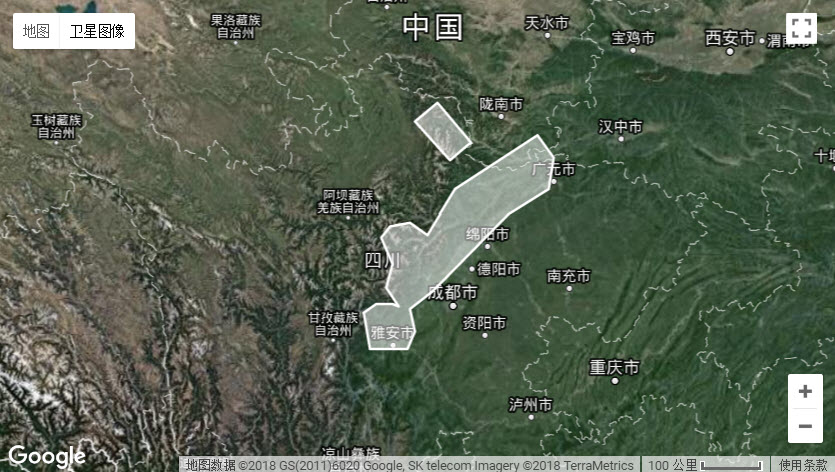 果洛藏族
自治州
中国
天水市
宝鸡市
西安市
渭南市
地图
卫星图像
陇南市
玉树藏族
自治州
汉中市
广元市
阿坝藏族
羌族自治州
绵阳市
四川
德阳市
南充市
成都市
甘孜藏族
自治州
雅安市
资阳市
重庆市
泸州市
凉山彝族
Google
地图数据 ©2018 GS(2011)6020 Google, SK telecom Imagery ©2018 TerraMetrics
100 公里
使用条款